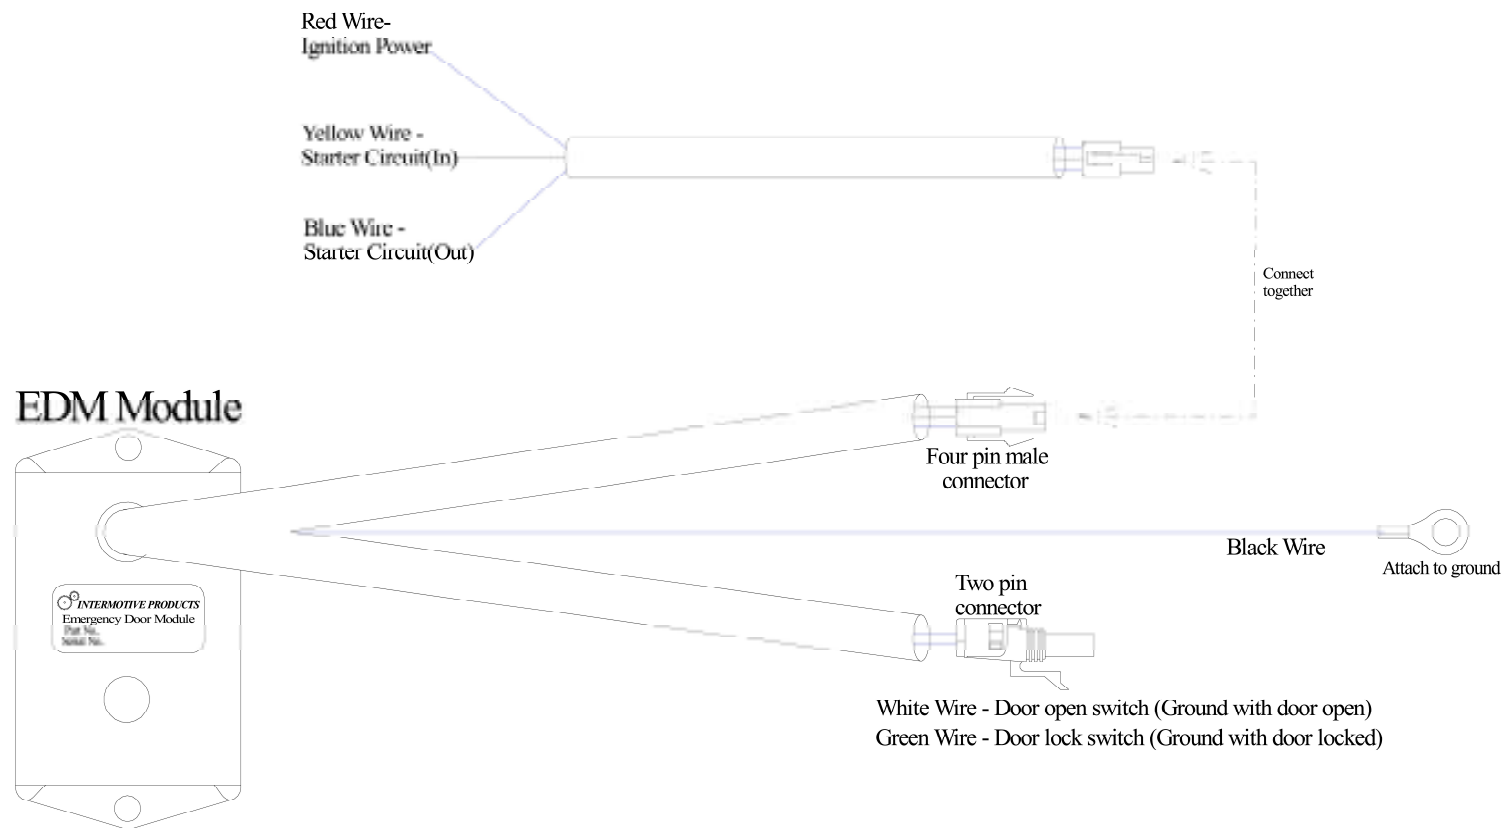 Red Wire-
Ignition Power
Yellow Wire -
Starter Circuit(In)
Blue Wire -
Starter Circuit(Out)
Connect
together
EDM Module
Four pin male
connector
Black Wire
Attach to ground
Two pin
connector
INTERMOTIVE PRODUCTS
Emergency Door Module
Part No.
Serial No.
White Wire - Door open switch (Ground with door open)
Green Wire - Door lock switch (Ground with door locked)